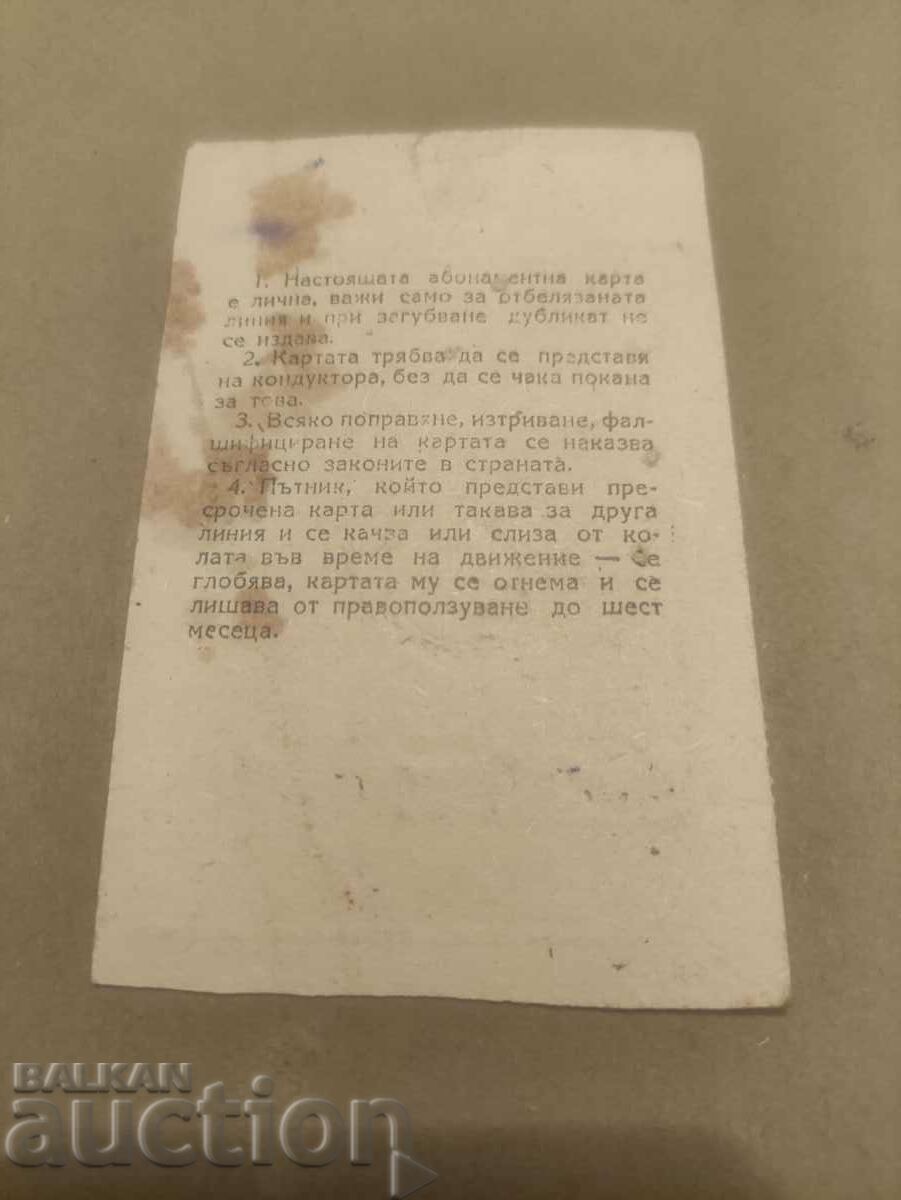 1. Настоящата абонаментна карта
е лична, важи само за отбелязаната
линия и при загубване дубликат не
се издава.
2. Картата трябва да се представя
на кондуктора, без да се чака покана
за това.
3. Всяко поправяне, изтриване, фал-
шифициране на картата се наказва
съгласно законите в страната.
4. Пътник, който представи пре-
срочена карта или такава за друга
линия и се качва или слиза от ко-
лата във време на движение — се
глобява, картата му се отнема и се
лишава от правоползуване до шест
месеца.
BALKAN
auction